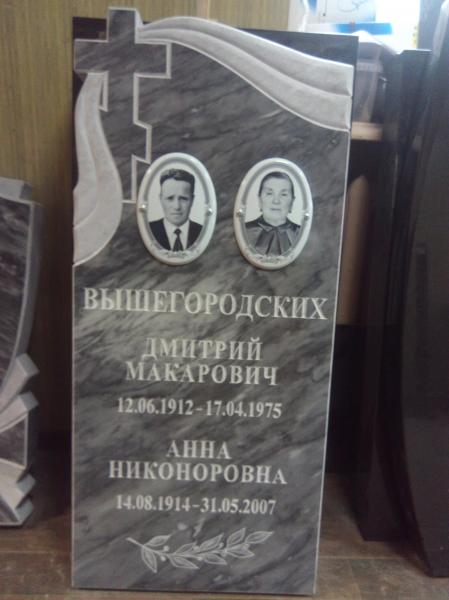 ВЫШЕГОРОДСКИХ
ДМИТРИЙ
МАКАРОВИЧ
12.06.1912-17.04.1975
АННА
НИКОНОРОВНА
14.08.1914-31.05.2007